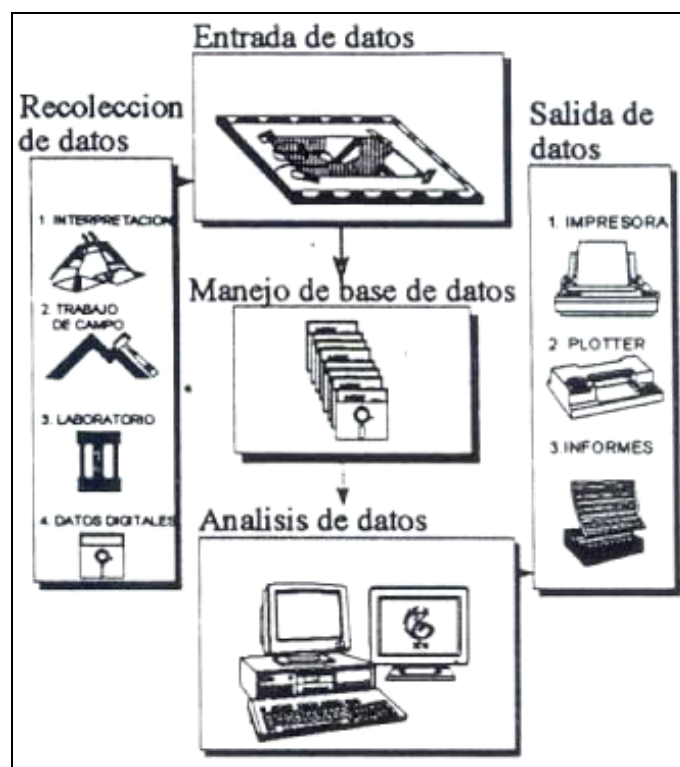 Entrada de datos
Recoleccion
de datos
1. INTERPRETACION
2. TRABAJO
DE CAMPO
3. LABORATORIO
4. DATOS DIGITALES
Manejo de base de datos
Analisis de datos
Salida de
datos
1. IMPRESORA
2 PLOTTER
3.INFORMES